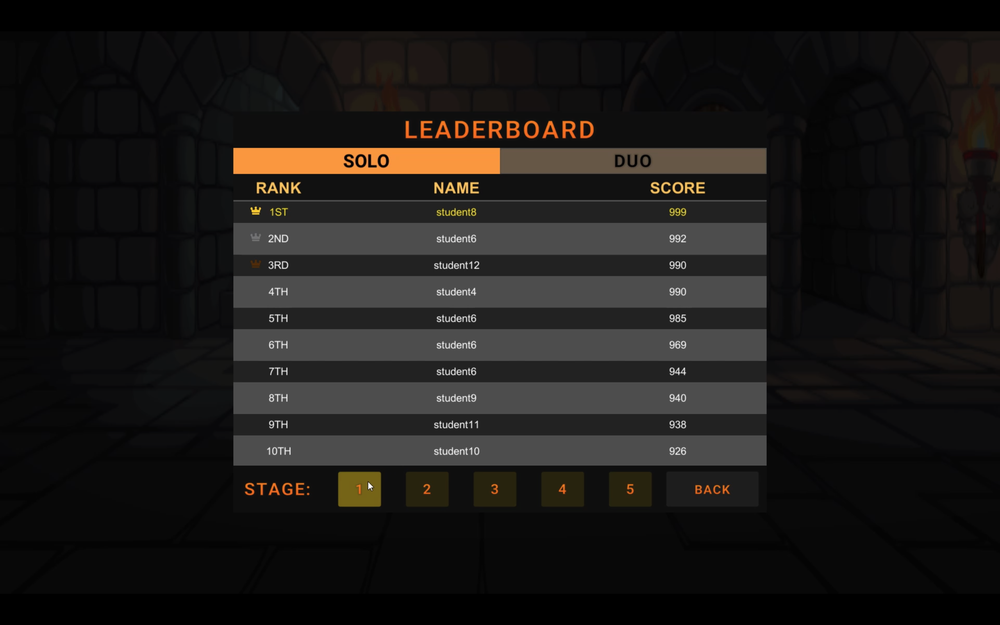 LEADERBOARD
SOLO DUO
RANK NAME SCORE
1ST student8 999
2ND student6 992
3RD student12 990
4TH student4 990
5TH student6 985
6TH student6 969
7TH student6 944
8TH student9 940
9TH student11 938
10TH student10 926
STAGE: 1 2 3 4 5 BACK